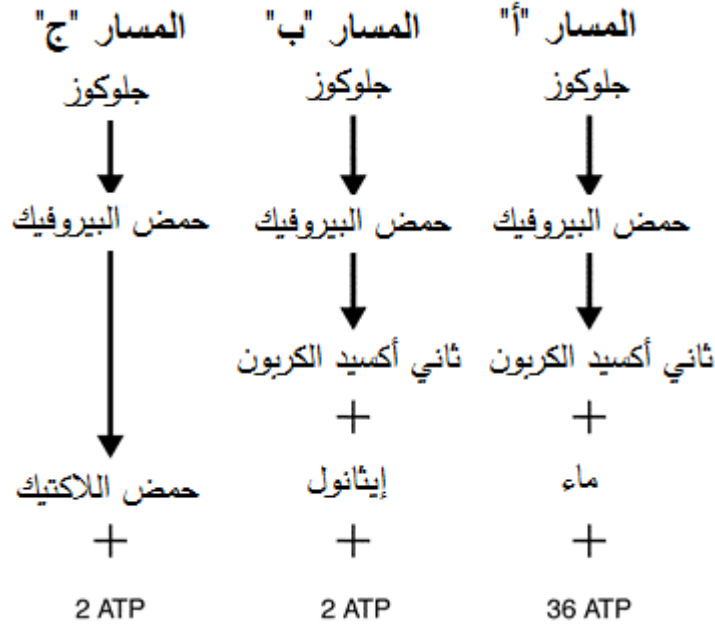 المسار "أ" المسار "ب" المسار "ج"
جلوكوز جلوكوز جلوكوز
حمض البيروفيك حمض البيروفيك حمض البيروفيك
ثاني أكسيد الكربون ثاني أكسيد الكربون
+ +
ماء إيثانول حمض اللاكتيك
+ + +
36 ATP 2 ATP 2 ATP